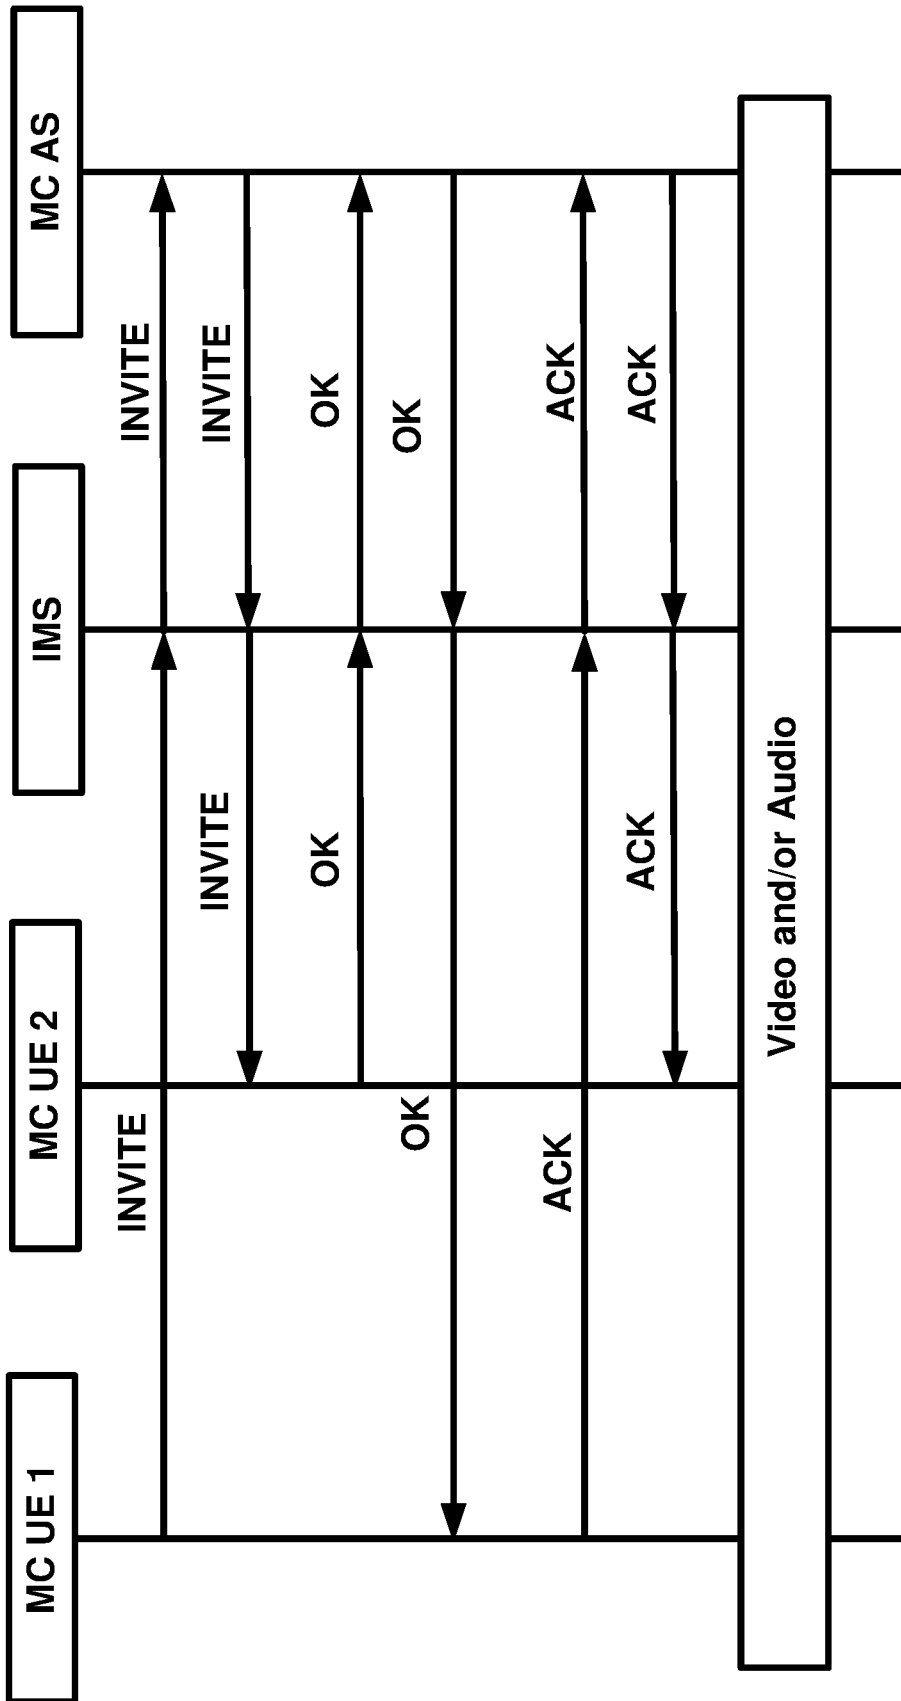 MC UE 1
MC UE 2
IMS
MC AS
INVITE
INVITE
INVITE
INVITE
OK
OK
OK
OK
ACK
ACK
ACK
ACK
Video and/or Audio